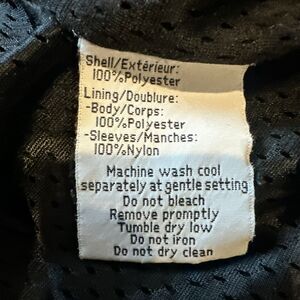 Shell/Extérieur:
100%Polyester
Lining/Doublure:
-Body/Corps:
100%Polyester
-Sleeves/Manches:
100%Nylon
Machine wash cool
separately at gentle setting
Do not bleach
Remove promptly
Tumble dry low
Do not iron
Do not dry clean